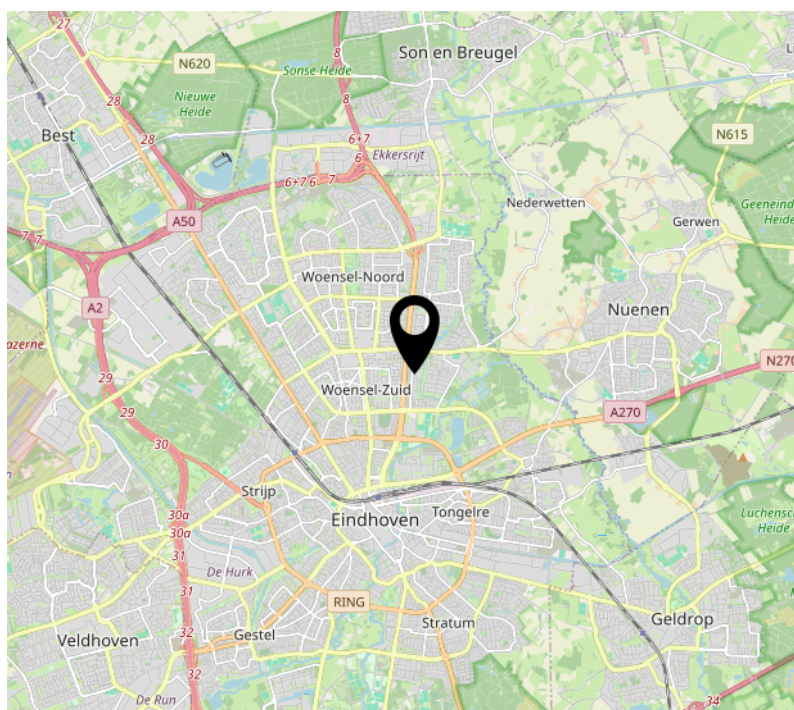 27
N620
Son en Breugel
8
Sonse Heide
Nieuwe
Heide
28
8
28
Best
N615
6+7
6
Ekkersrijt
6+7 6
7
Nederwetten
Geeneind
Heide
A50
Gerwen
7
7
Woensel-Noord
A2
Nuenen
azerne
29
N270
Woensel-Zuid
29
A270
30
Strijp
30a
30a
Eindhoven
Tongelre
Luchensc
Heide
31
De Hurk
31
RING
Geldrop
Stratum
32
Gestel
Veldhoven
32
De Run
34